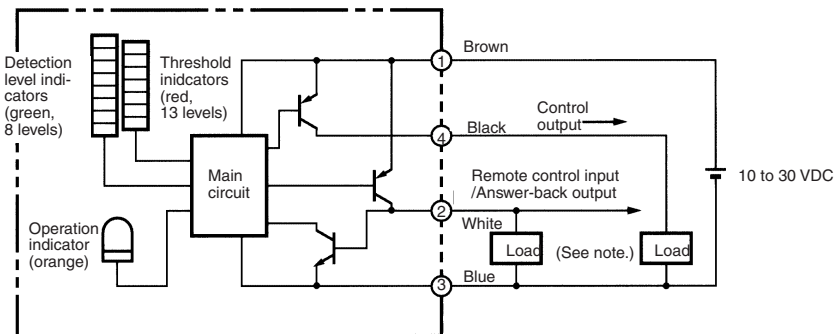 Detection
level indi-
cators
(green,
8 levels)
Threshold
inidcators
(red,
13 levels)
Main
circuit
Operation
indicator
(orange)
1
Brown
4
Black
Control
output
Remote control input
/Answer-back output
2
White
Load
(See note.)
Load
3
Blue
10 to 30 VDC